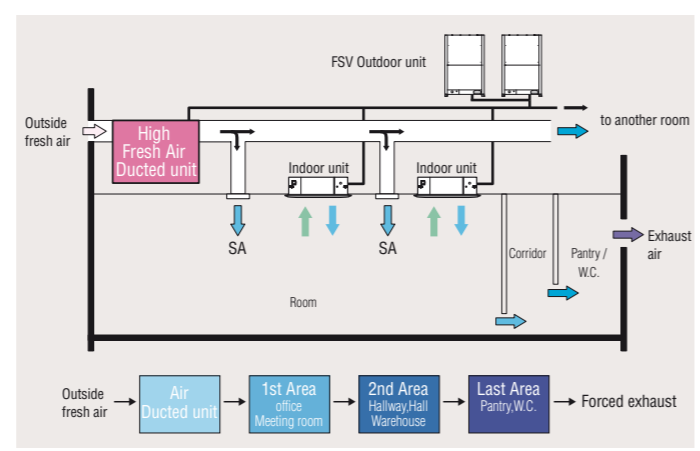 FSV Outdoor unit
Outside
fresh air
High
Fresh Air
Ducted unit
to another room
Indoor unit
Indoor unit
SA
SA
Corridor
Pantry /
W.C.
Exhaust
air
Room
Outside
fresh air
Air
Ducted unit
1st Area
office
Meeting room
2nd Area
Hallway,Hall
Warehouse
Last Area
Pantry,W.C.
Forced exhaust